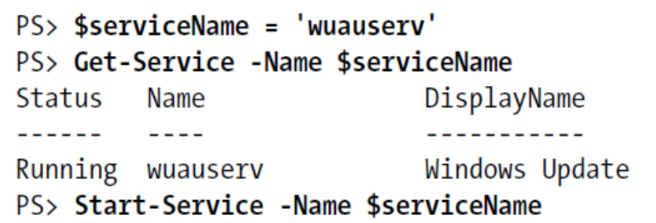 PS> $serviceName = 'wuauserv'
PS> Get-Service -Name $serviceName
Status   Name               DisplayName
------   ----               -----------
Running  wuauserv           Windows Update
PS> Start-Service -Name $serviceName